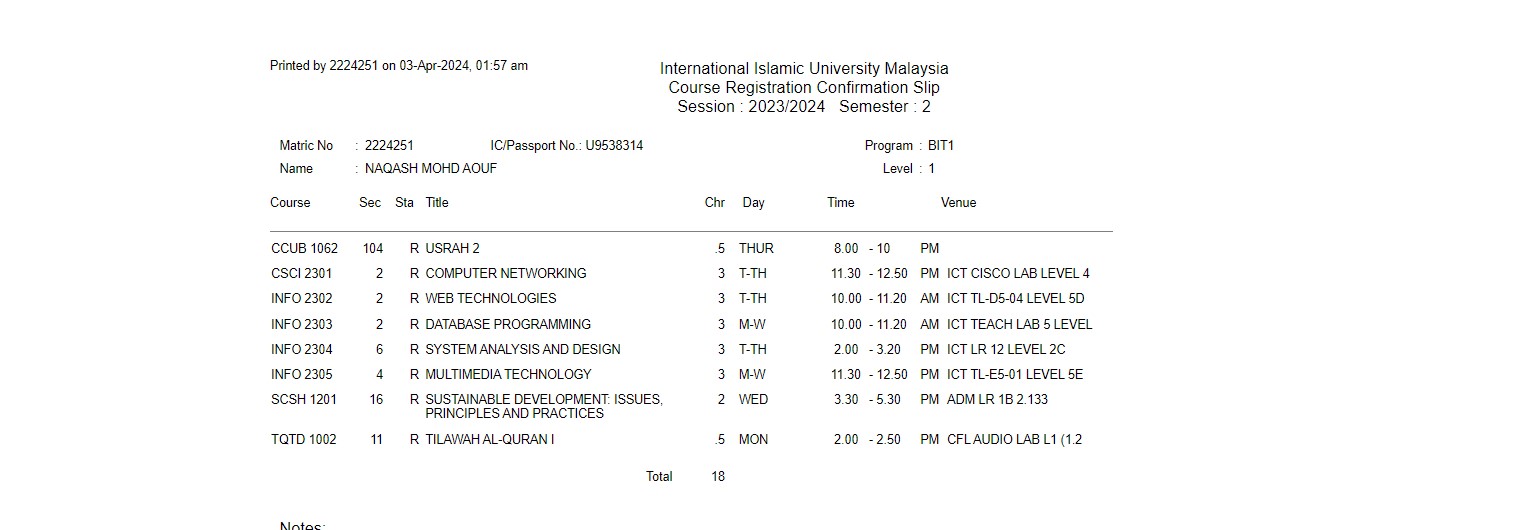 Printed by 2224251 on 03-Apr-2024, 01:57 am
International Islamic University Malaysia
Course Registration Confirmation Slip
Session : 2023/2024 Semester : 2
Matric No : 2224251 IC/Passport No.: U9538314 Program : BIT1
Name : NAQASH MOHD AOUF Level : 1
Course Sec Sta Title Chr Day Time Venue
CCUB 1062 104 R USRAH 2 .5 THUR 8.00 - 10 PM
CSCI 2301 2 R COMPUTER NETWORKING 3 T-TH 11.30 - 12.50 PM ICT CISCO LAB LEVEL 4
INFO 2302 2 R WEB TECHNOLOGIES 3 T-TH 10.00 - 11.20 AM ICT TL-D5-04 LEVEL 5D
INFO 2303 2 R DATABASE PROGRAMMING 3 M-W 10.00 - 11.20 AM ICT TEACH LAB 5 LEVEL
INFO 2304 6 R SYSTEM ANALYSIS AND DESIGN 3 T-TH 2.00 - 3.20 PM ICT LR 12 LEVEL 2C
INFO 2305 4 R MULTIMEDIA TECHNOLOGY 3 M-W 11.30 - 12.50 PM ICT TL-E5-01 LEVEL 5E
SCSH 1201 16 R SUSTAINABLE DEVELOPMENT: ISSUES, 2 WED 3.30 - 5.30 PM ADM LR 1B 2.133
PRINCIPLES AND PRACTICES
TQTD 1002 11 R TILAWAH AL-QURAN I .5 MON 2.00 - 2.50 PM CFL AUDIO LAB L1 (1.2
Total 18
Notes: